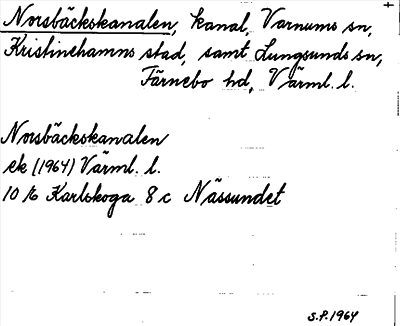 Norsbäckskanalen, kanal, Varnums sn,
Kristinehamns stad, samt Lungsunds sn,
Färnebo hd, Värml. l.
Norsbäckskanalen
ek (1964) Värml. l.
10 E Karlskoga 8 c Nässundet
S.P. 1964